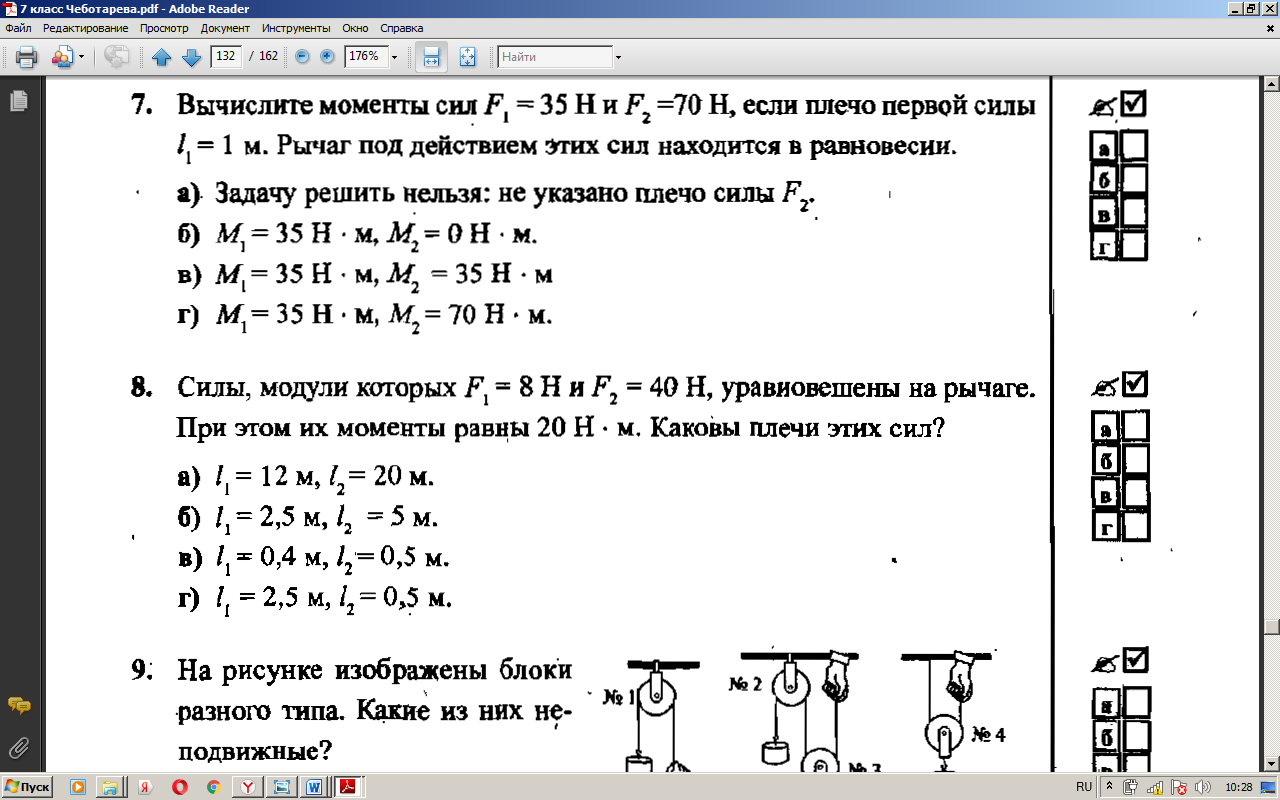 7 класс Чеботарева.pdf - Adobe Reader
Файл Редактирование Просмотр Документ Инструменты Окно Справка
132 / 162 176% Найти
7. Вычислите моменты сил F₁ = 35 Н и F₂ =70 Н, если плечо первой силы
l₁ = 1 м. Рычаг под действием этих сил находится в равновесии.
а) Задачу решить нельзя: не указано плечо силы F₂.
б) M₁ = 35 Н · м, M₂ = 0 Н · м.
в) M₁ = 35 Н · м, M₂ = 35 Н · м
г) M₁ = 35 Н · м, M₂ = 70 Н · м.
а
б
в
г
8. Силы, модули которых F₁ = 8 Н и F₂ = 40 Н, уравновешены на рычаге.
При этом их моменты равны 20 Н · м. Каковы плечи этих сил?
а) l₁ = 12 м, l₂ = 20 м.
б) l₁ = 2,5 м, l₂ = 5 м.
в) l₁ = 0,4 м, l₂ = 0,5 м.
г) l₁ = 2,5 м, l₂ = 0,5 м.
а
б
в
г
9. На рисунке изображены блоки
разного типа. Какие из них не-
подвижные?
№ 1
№ 2
№ 3
№ 4
а
б
Пуск
RU 10:28